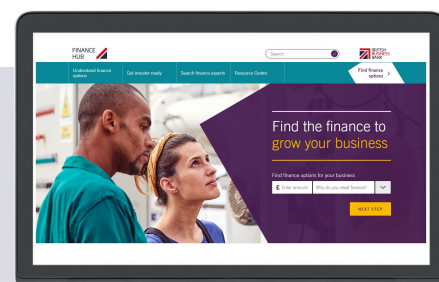 FINANCE
HUB
Search
BRITISH
BUSINESS
BANK
Understand finance
options
Get investor ready
Search finance experts
Resource Centre
Find finance
options
Find the finance to
grow your business
Find finance options for your business
£ Enter amount
Why do you need finance?
NEXT STEP